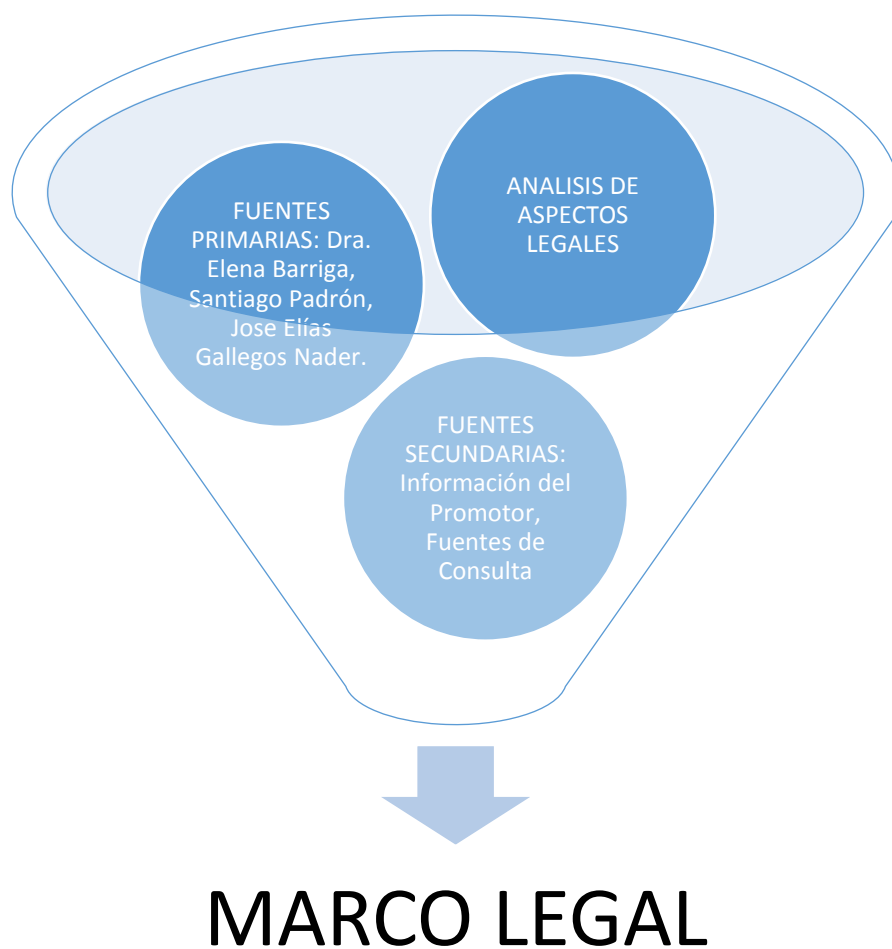 FUENTES
PRIMARIAS: Dra.
Elena Barriga,
Santiago Padrón,
Jose Elías
Gallegos Nader.
ANALISIS DE
ASPECTOS
LEGALES
FUENTES
SECUNDARIAS:
Información del
Promotor,
Fuentes de
Consulta
MARCO LEGAL